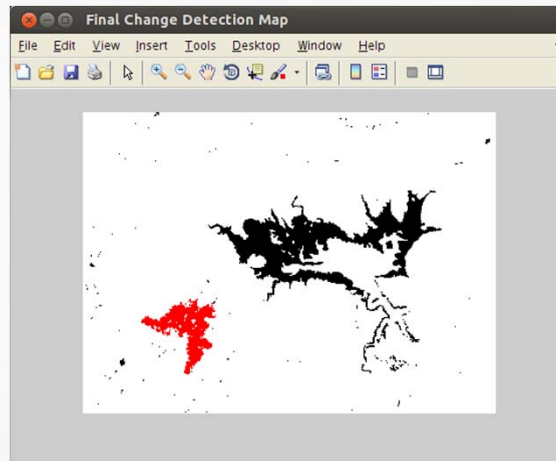 Final Change Detection Map
File Edit View Insert Tools Desktop Window Help